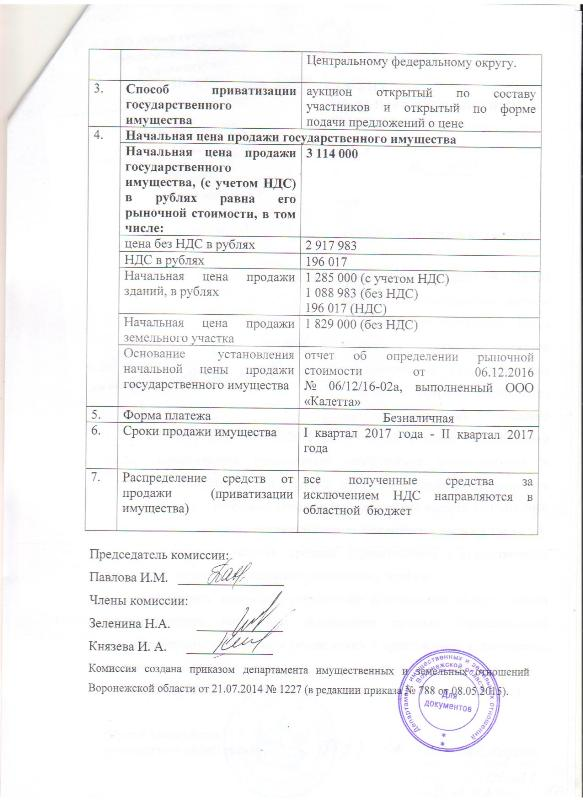 Центральному федеральному округу.
3. Способ приватизации
государственного
имущества
аукцион открытый по составу
участников и открытый по форме
подачи предложений о цене
4. Начальная цена продажи государственного имущества
Начальная цена продажи
государственного
имущества, (с учетом НДС)
в рублях равна его
рыночной стоимости, в том
числе:
3 114 000
цена без НДС в рублях 2 917 983
НДС в рублях 196 017
Начальная цена продажи
зданий, в рублях
1 285 000 (с учетом НДС)
1 088 983 (без НДС)
196 017 (НДС)
Начальная цена продажи
земельного участка
1 829 000 (без НДС)
Основание установления
начальной цены продажи
государственного имущества
отчет об определении рыночной
стоимости от 06.12.2016
№ 06/12/16-02а, выполненный ООО
«Калетта»
5. Форма платежа Безналичная
6. Сроки продажи имущества
I квартал 2017 года - II квартал 2017
года
7. Распределение средств от
продажи (приватизации
имущества)
все полученные средства за
исключением НДС направляются в
областной бюджет
Председатель комиссии:
Павлова И.М.
Члены комиссии:
Зеленина Н.А.
Князева И. А.
Комиссия создана приказом департамента имущественных и земельных отношений
Воронежской области от 21.07.2014 № 1227 (в редакции приказа № 788 от 08.05.2015).
Департамент имущественных и земельных отношений
Воронежской области
Для
документов